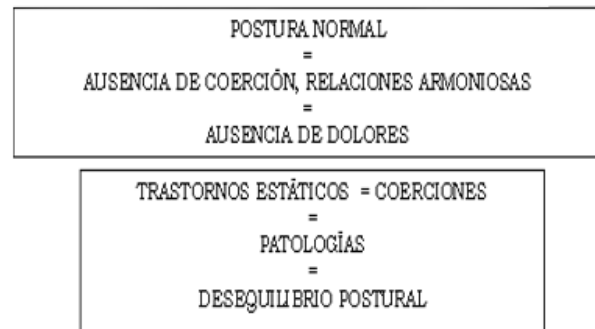 POSTURA NORMAL
=
AUSENCIA DE COERCIÓN, RELACIONES ARMONIOSAS
=
AUSENCIA DE DOLORES
TRASTORNOS ESTÁTICOS = COERCIONES
=
PATOLOGÍAS
=
DESEQUILIBRIO POSTURAL